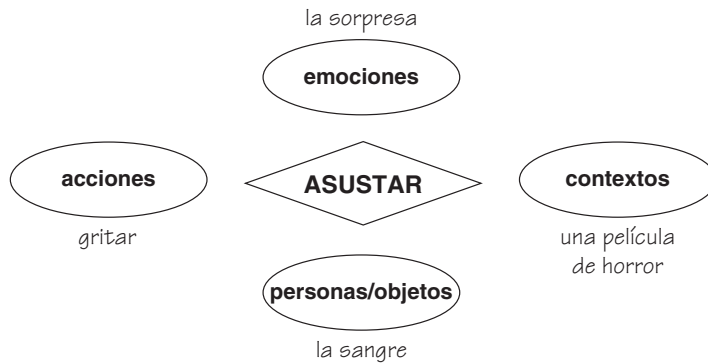 la sorpresa
emociones
acciones
gritar
ASUSTAR
contextos
una película
de horror
personas/objetos
la sangre